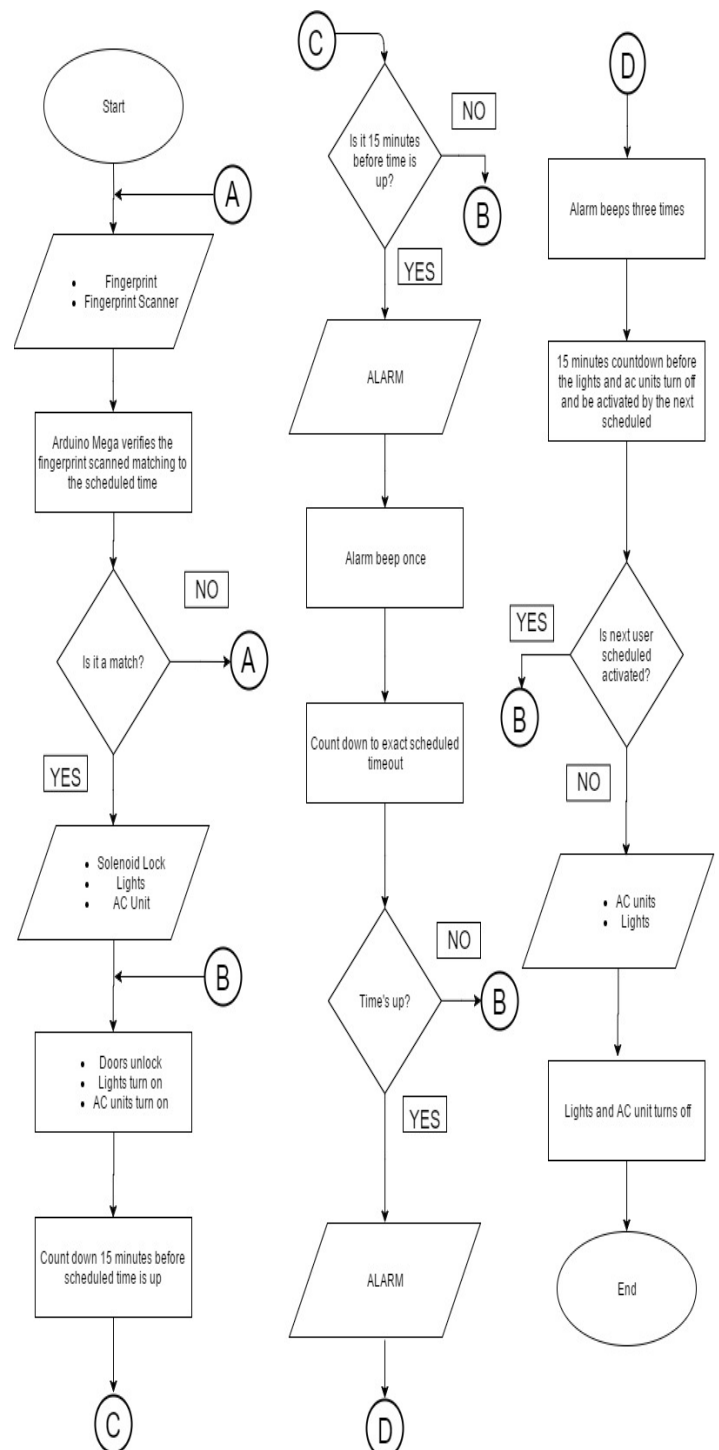 Start
A
• Fingerprint
• Fingerprint Scanner
Arduino Mega verifies the
fingerprint scanned matching to
the scheduled time
Is it a match?
NO
A
YES
• Solenoid Lock
• Lights
• AC Unit
B
• Doors unlock
• Lights turn on
• AC units turn on
Count down 15 minutes before
scheduled time is up
C
C
Is it 15 minutes
before time is
up?
NO
B
YES
ALARM
Alarm beep once
Count down to exact scheduled
timeout
Time's up?
NO
B
YES
ALARM
D
D
Alarm beeps three times
15 minutes countdown before
the lights and ac units turn off
and be activated by the next
scheduled
Is next user
scheduled
activated?
YES
B
NO
• AC units
• Lights
Lights and AC unit turns off
End